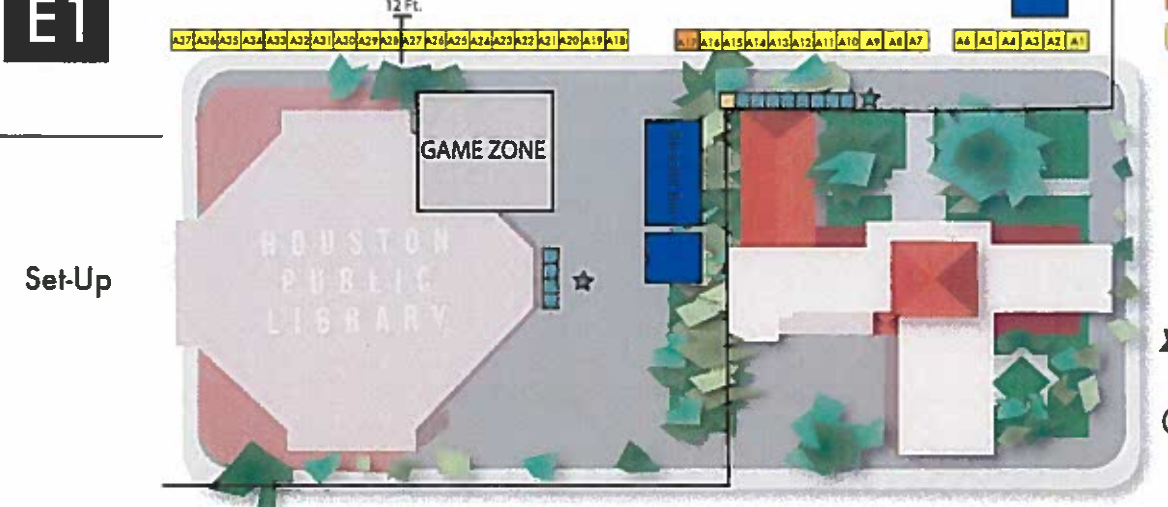 12 Ft.
E1
A37 A36 A35 A34 A33 A32 A31 A30 A29 A28 A27 A26 A25 A24 A23 A22 A21 A20 A19 A18
A17 A16 A15 A14 A13 A12 A11 A10 A9 A8 A7
A6 A5 A4 A3 A2 A1
GAME ZONE
HOUSTON
PUBLIC
LIBRARY
Set-Up